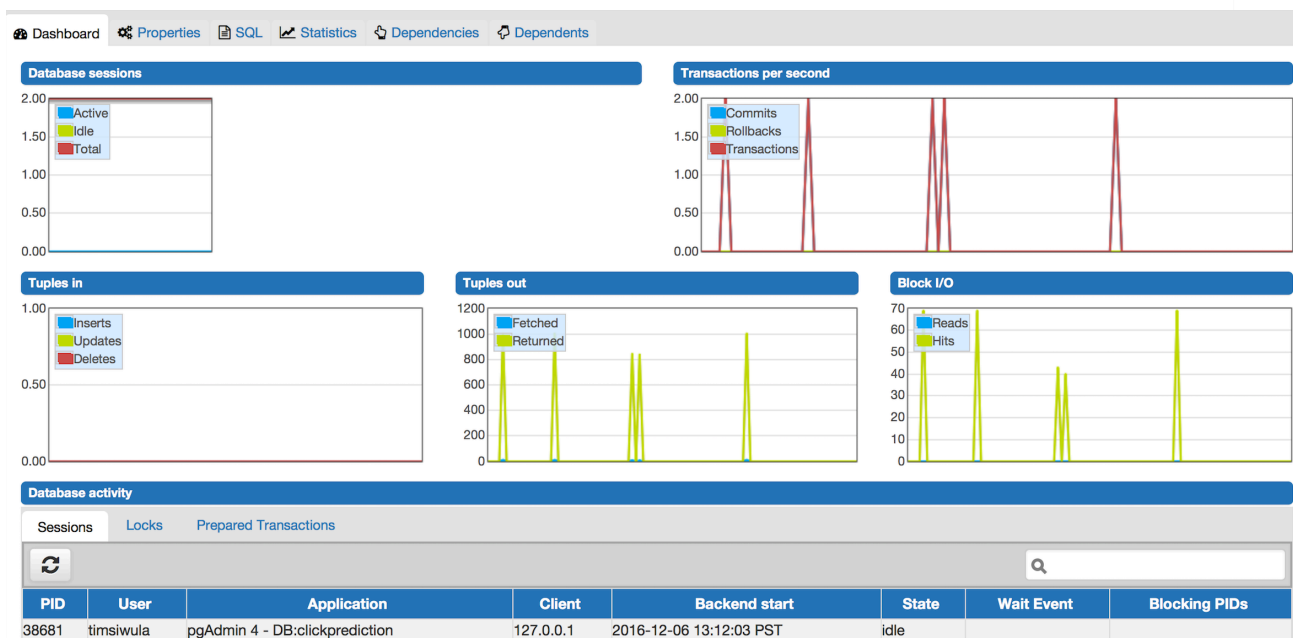 Dashboard Properties SQL Statistics Dependencies Dependents
Database sessions
2.00
1.50
1.00
0.50
0.00
Active
Idle
Total
Transactions per second
2.00
1.50
1.00
0.50
0.00
Commits
Rollbacks
Transactions
Tuples in
1.00
0.50
0.00
Inserts
Updates
Deletes
Tuples out
1200
1000
800
600
400
200
0
Fetched
Returned
Block I/O
70
60
50
40
30
20
10
0
Reads
Hits
Database activity
Sessions Locks Prepared Transactions
PID User Application Client Backend start State Wait Event Blocking PIDs
38681 timsiwula pgAdmin 4 - DB:clickprediction 127.0.0.1 2016-12-06 13:12:03 PST idle